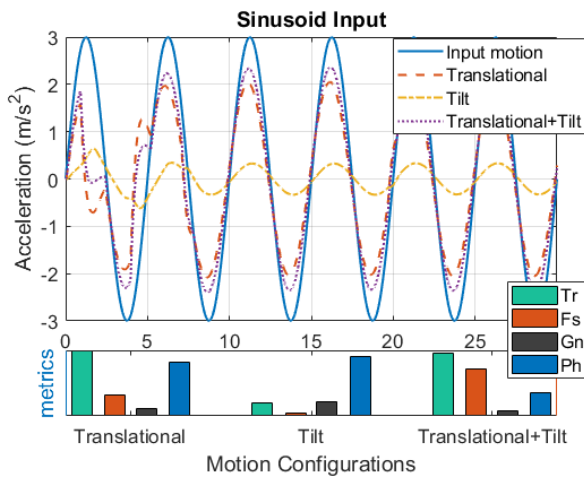 Sinusoid Input
3
2
1
0
-1
-2
-3
Acceleration (m/s²)
Input motion
Translational
Tilt
Translational+Tilt
0 5 10 15 20 25
Tr
Fs
Gn
Ph
metrics
Translational Tilt Translational+Tilt
Motion Configurations